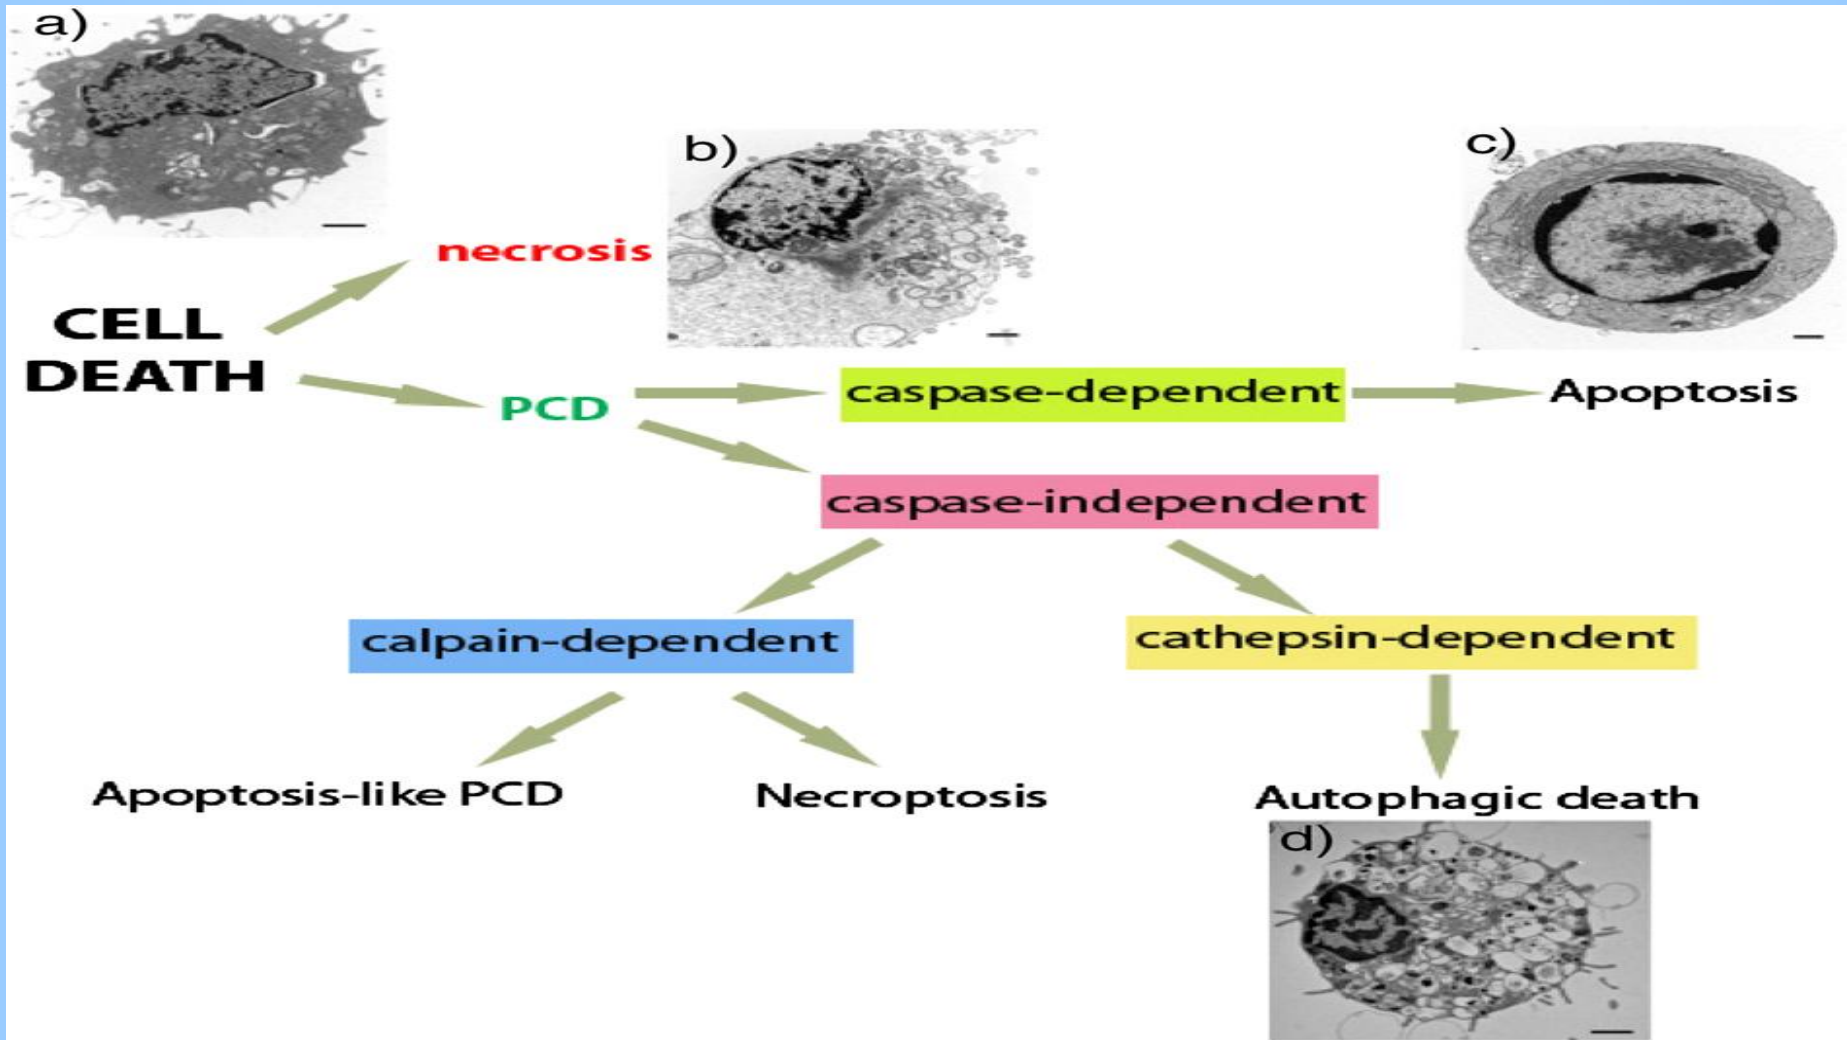 a)
b)
c)
necrosis
CELL
DEATH
PCD
caspase-dependent
Apoptosis
caspase-independent
calpain-dependent
cathepsin-dependent
Apoptosis-like PCD
Necroptosis
Autophagic death
d)